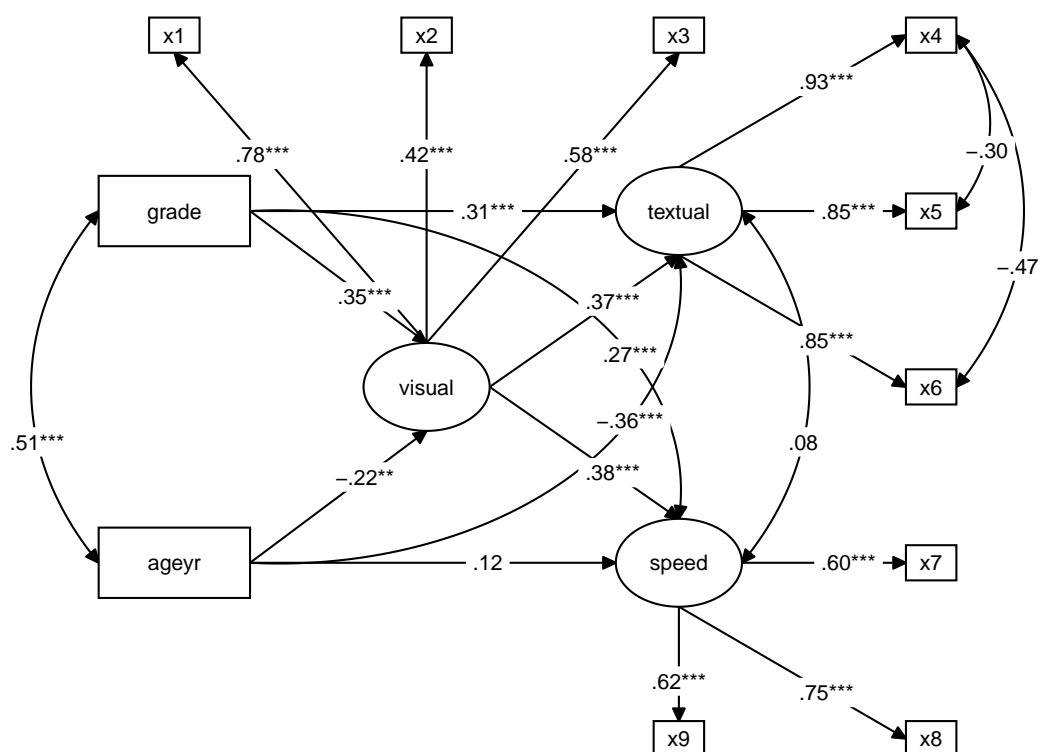 x1
x2
x3
x4
.93***
.78***
.42***
.58***
−.30
grade
.31***
textual
.85***
x5
−.47
.35***
.37***
.85***
.27***
visual
x6
−.36***
.51***
.08
−.22**
.38***
ageyr
.12
speed
.60***
x7
.62***
.75***
x9
x8